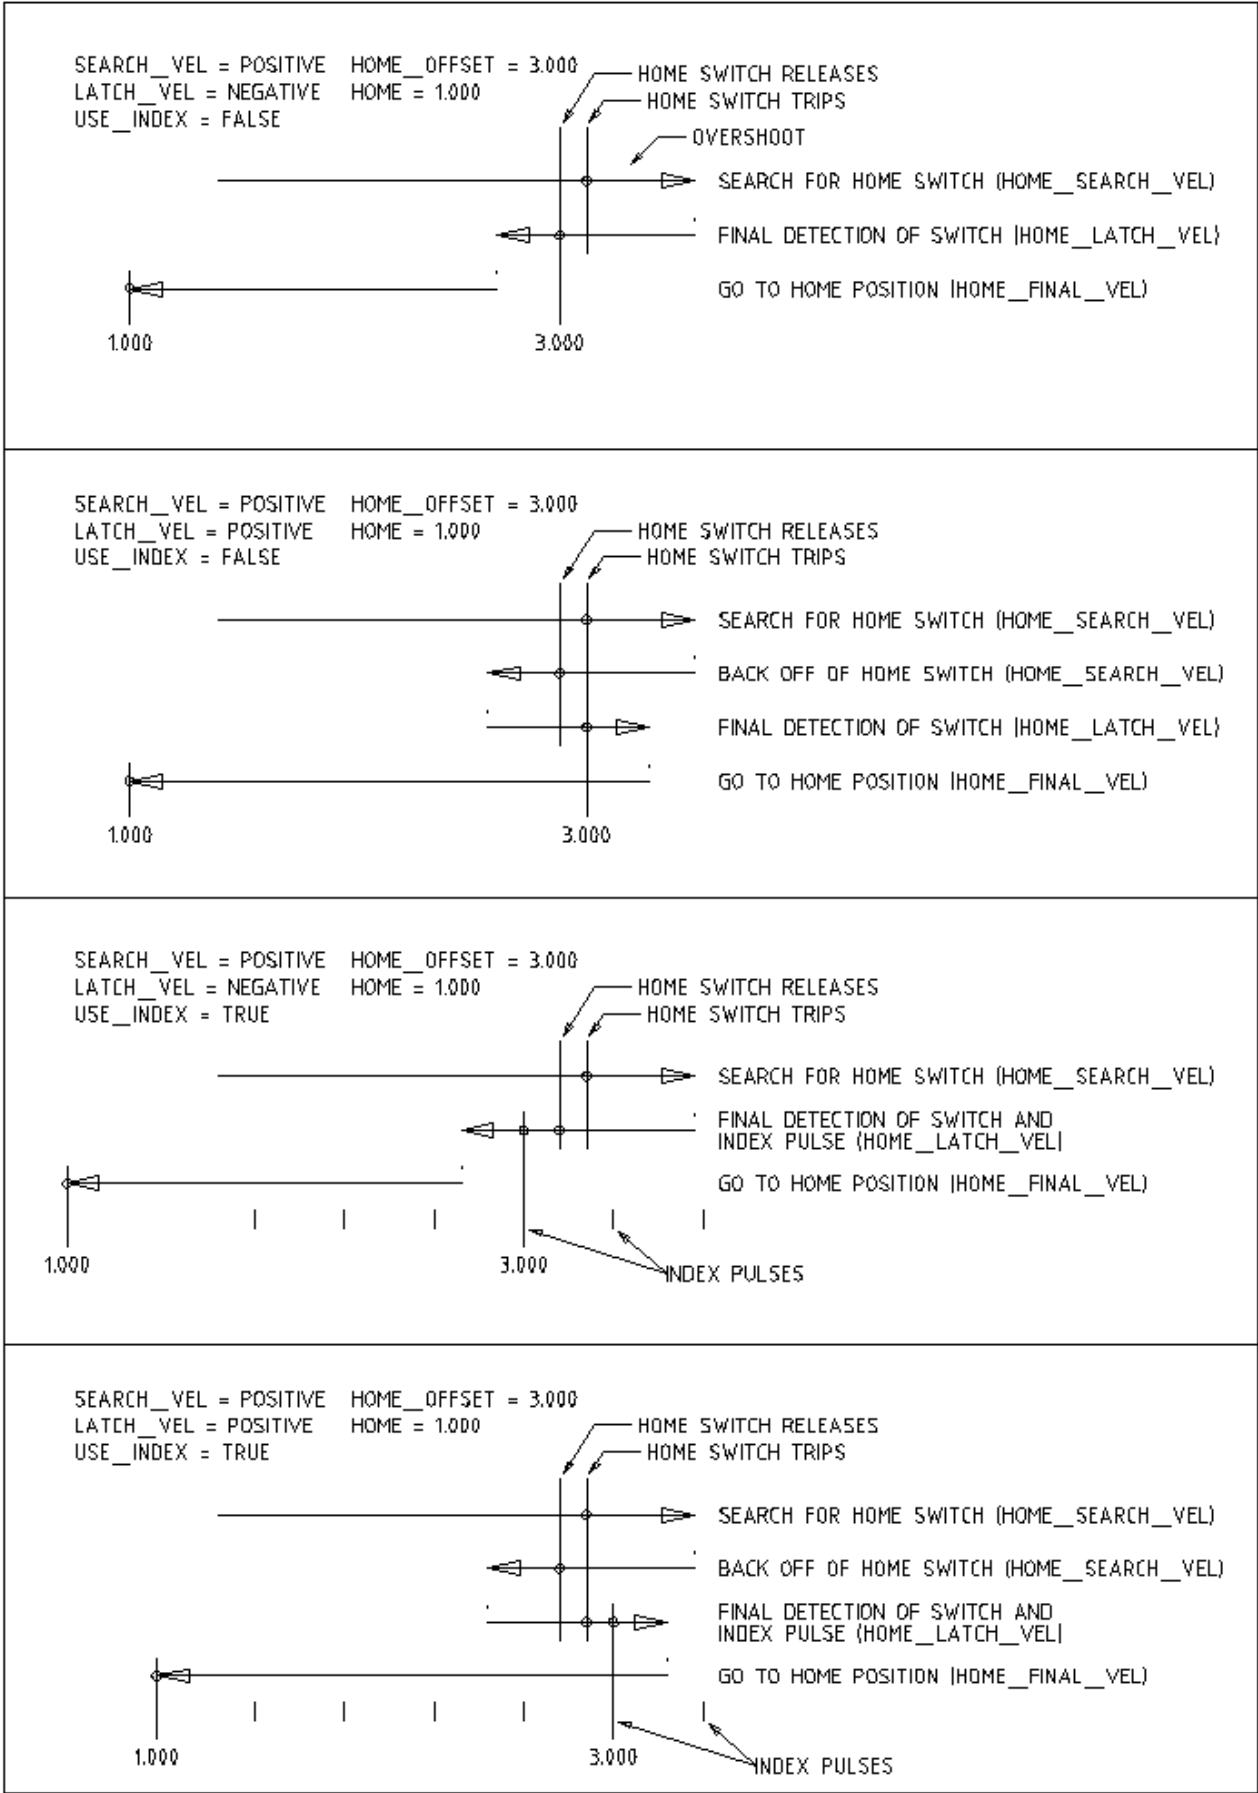 SEARCH_VEL = POSITIVE HOME_OFFSET = 3.000
LATCH_VEL = NEGATIVE HOME = 1.000
USE_INDEX = FALSE
HOME SWITCH RELEASES
HOME SWITCH TRIPS
OVERSHOOT
SEARCH FOR HOME SWITCH (HOME_SEARCH_VEL)
FINAL DETECTION OF SWITCH (HOME_LATCH_VEL)
GO TO HOME POSITION (HOME_FINAL_VEL)
1.000 3.000
SEARCH_VEL = POSITIVE HOME_OFFSET = 3.000
LATCH_VEL = POSITIVE HOME = 1.000
USE_INDEX = FALSE
HOME SWITCH RELEASES
HOME SWITCH TRIPS
SEARCH FOR HOME SWITCH (HOME_SEARCH_VEL)
BACK OFF OF HOME SWITCH (HOME_SEARCH_VEL)
FINAL DETECTION OF SWITCH (HOME_LATCH_VEL)
GO TO HOME POSITION (HOME_FINAL_VEL)
1.000 3.000
SEARCH_VEL = POSITIVE HOME_OFFSET = 3.000
LATCH_VEL = NEGATIVE HOME = 1.000
USE_INDEX = TRUE
HOME SWITCH RELEASES
HOME SWITCH TRIPS
SEARCH FOR HOME SWITCH (HOME_SEARCH_VEL)
FINAL DETECTION OF SWITCH AND
INDEX PULSE (HOME_LATCH_VEL)
GO TO HOME POSITION (HOME_FINAL_VEL)
1.000 3.000
INDEX PULSES
SEARCH_VEL = POSITIVE HOME_OFFSET = 3.000
LATCH_VEL = POSITIVE HOME = 1.000
USE_INDEX = TRUE
HOME SWITCH RELEASES
HOME SWITCH TRIPS
SEARCH FOR HOME SWITCH (HOME_SEARCH_VEL)
BACK OFF OF HOME SWITCH (HOME_SEARCH_VEL)
FINAL DETECTION OF SWITCH AND
INDEX PULSE (HOME_LATCH_VEL)
GO TO HOME POSITION (HOME_FINAL_VEL)
1.000 3.000
INDEX PULSES